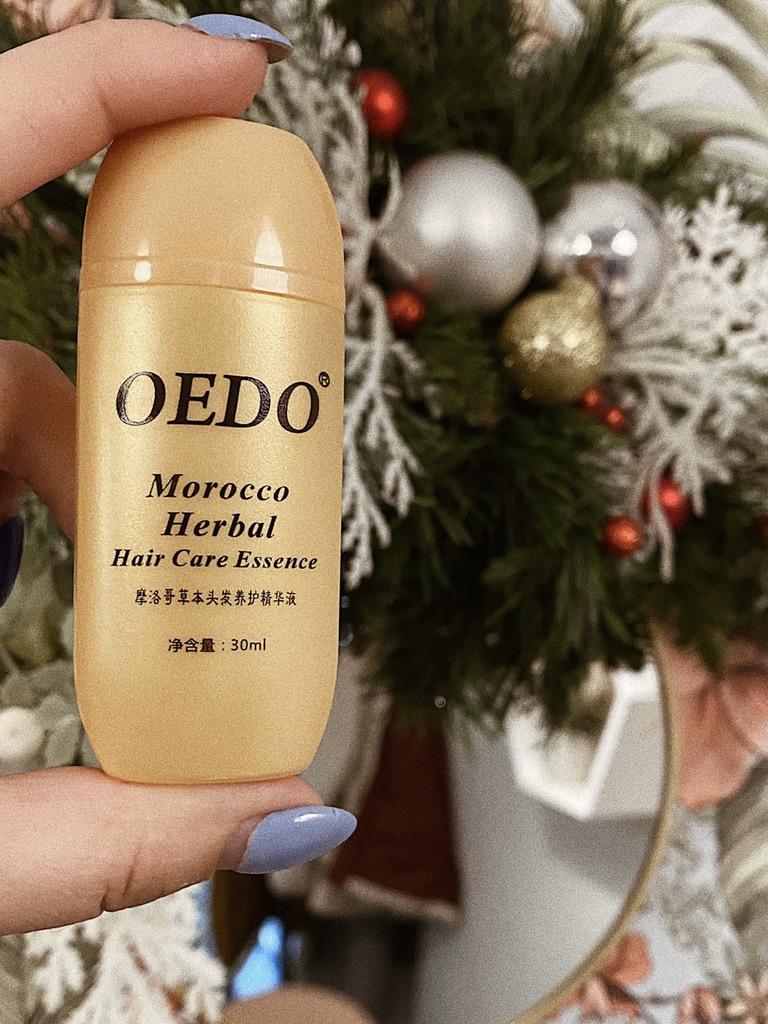 OEDO®
Morocco
Herbal
Hair Care Essence
摩洛哥草本头发养护精华液
净含量：30ml